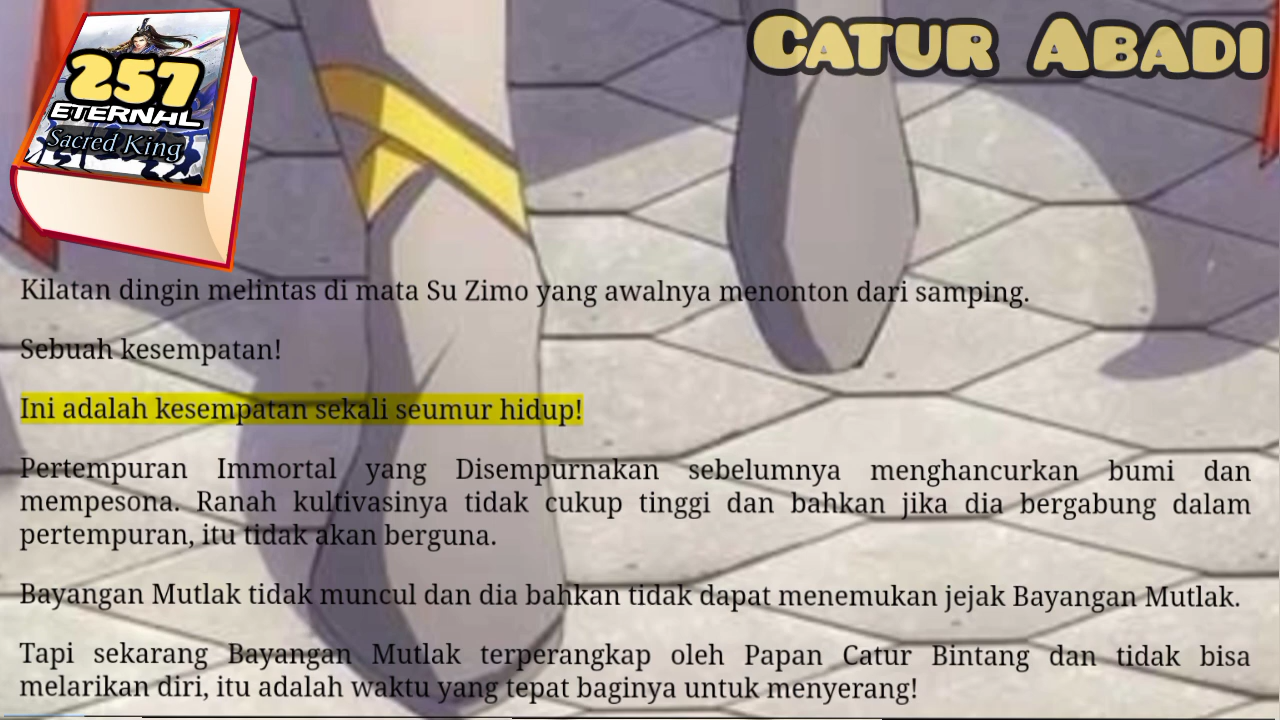 CATUR ABADI
257
ETERNAL
Sacred King
Kilatan dingin melintas di mata Su Zimo yang awalnya menonton dari samping.
Sebuah kesempatan!
Ini adalah kesempatan sekali seumur hidup!
Pertempuran Immortal yang Disempurnakan sebelumnya menghancurkan bumi dan
mempesona. Ranah kultivasinya tidak cukup tinggi dan bahkan jika dia bergabung dalam
pertempuran, itu tidak akan berguna.
Bayangan Mutlak tidak muncul dan dia bahkan tidak dapat menemukan jejak Bayangan Mutlak.
Tapi sekarang Bayangan Mutlak terperangkap oleh Papan Catur Bintang dan tidak bisa
melarikan diri, itu adalah waktu yang tepat baginya untuk menyerang!